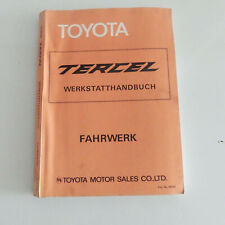 TOYOTA
TERCEL
WERKSTATTHANDBUCH
FAHRWERK
TOYOTA MOTOR SALES CO.,LTD.